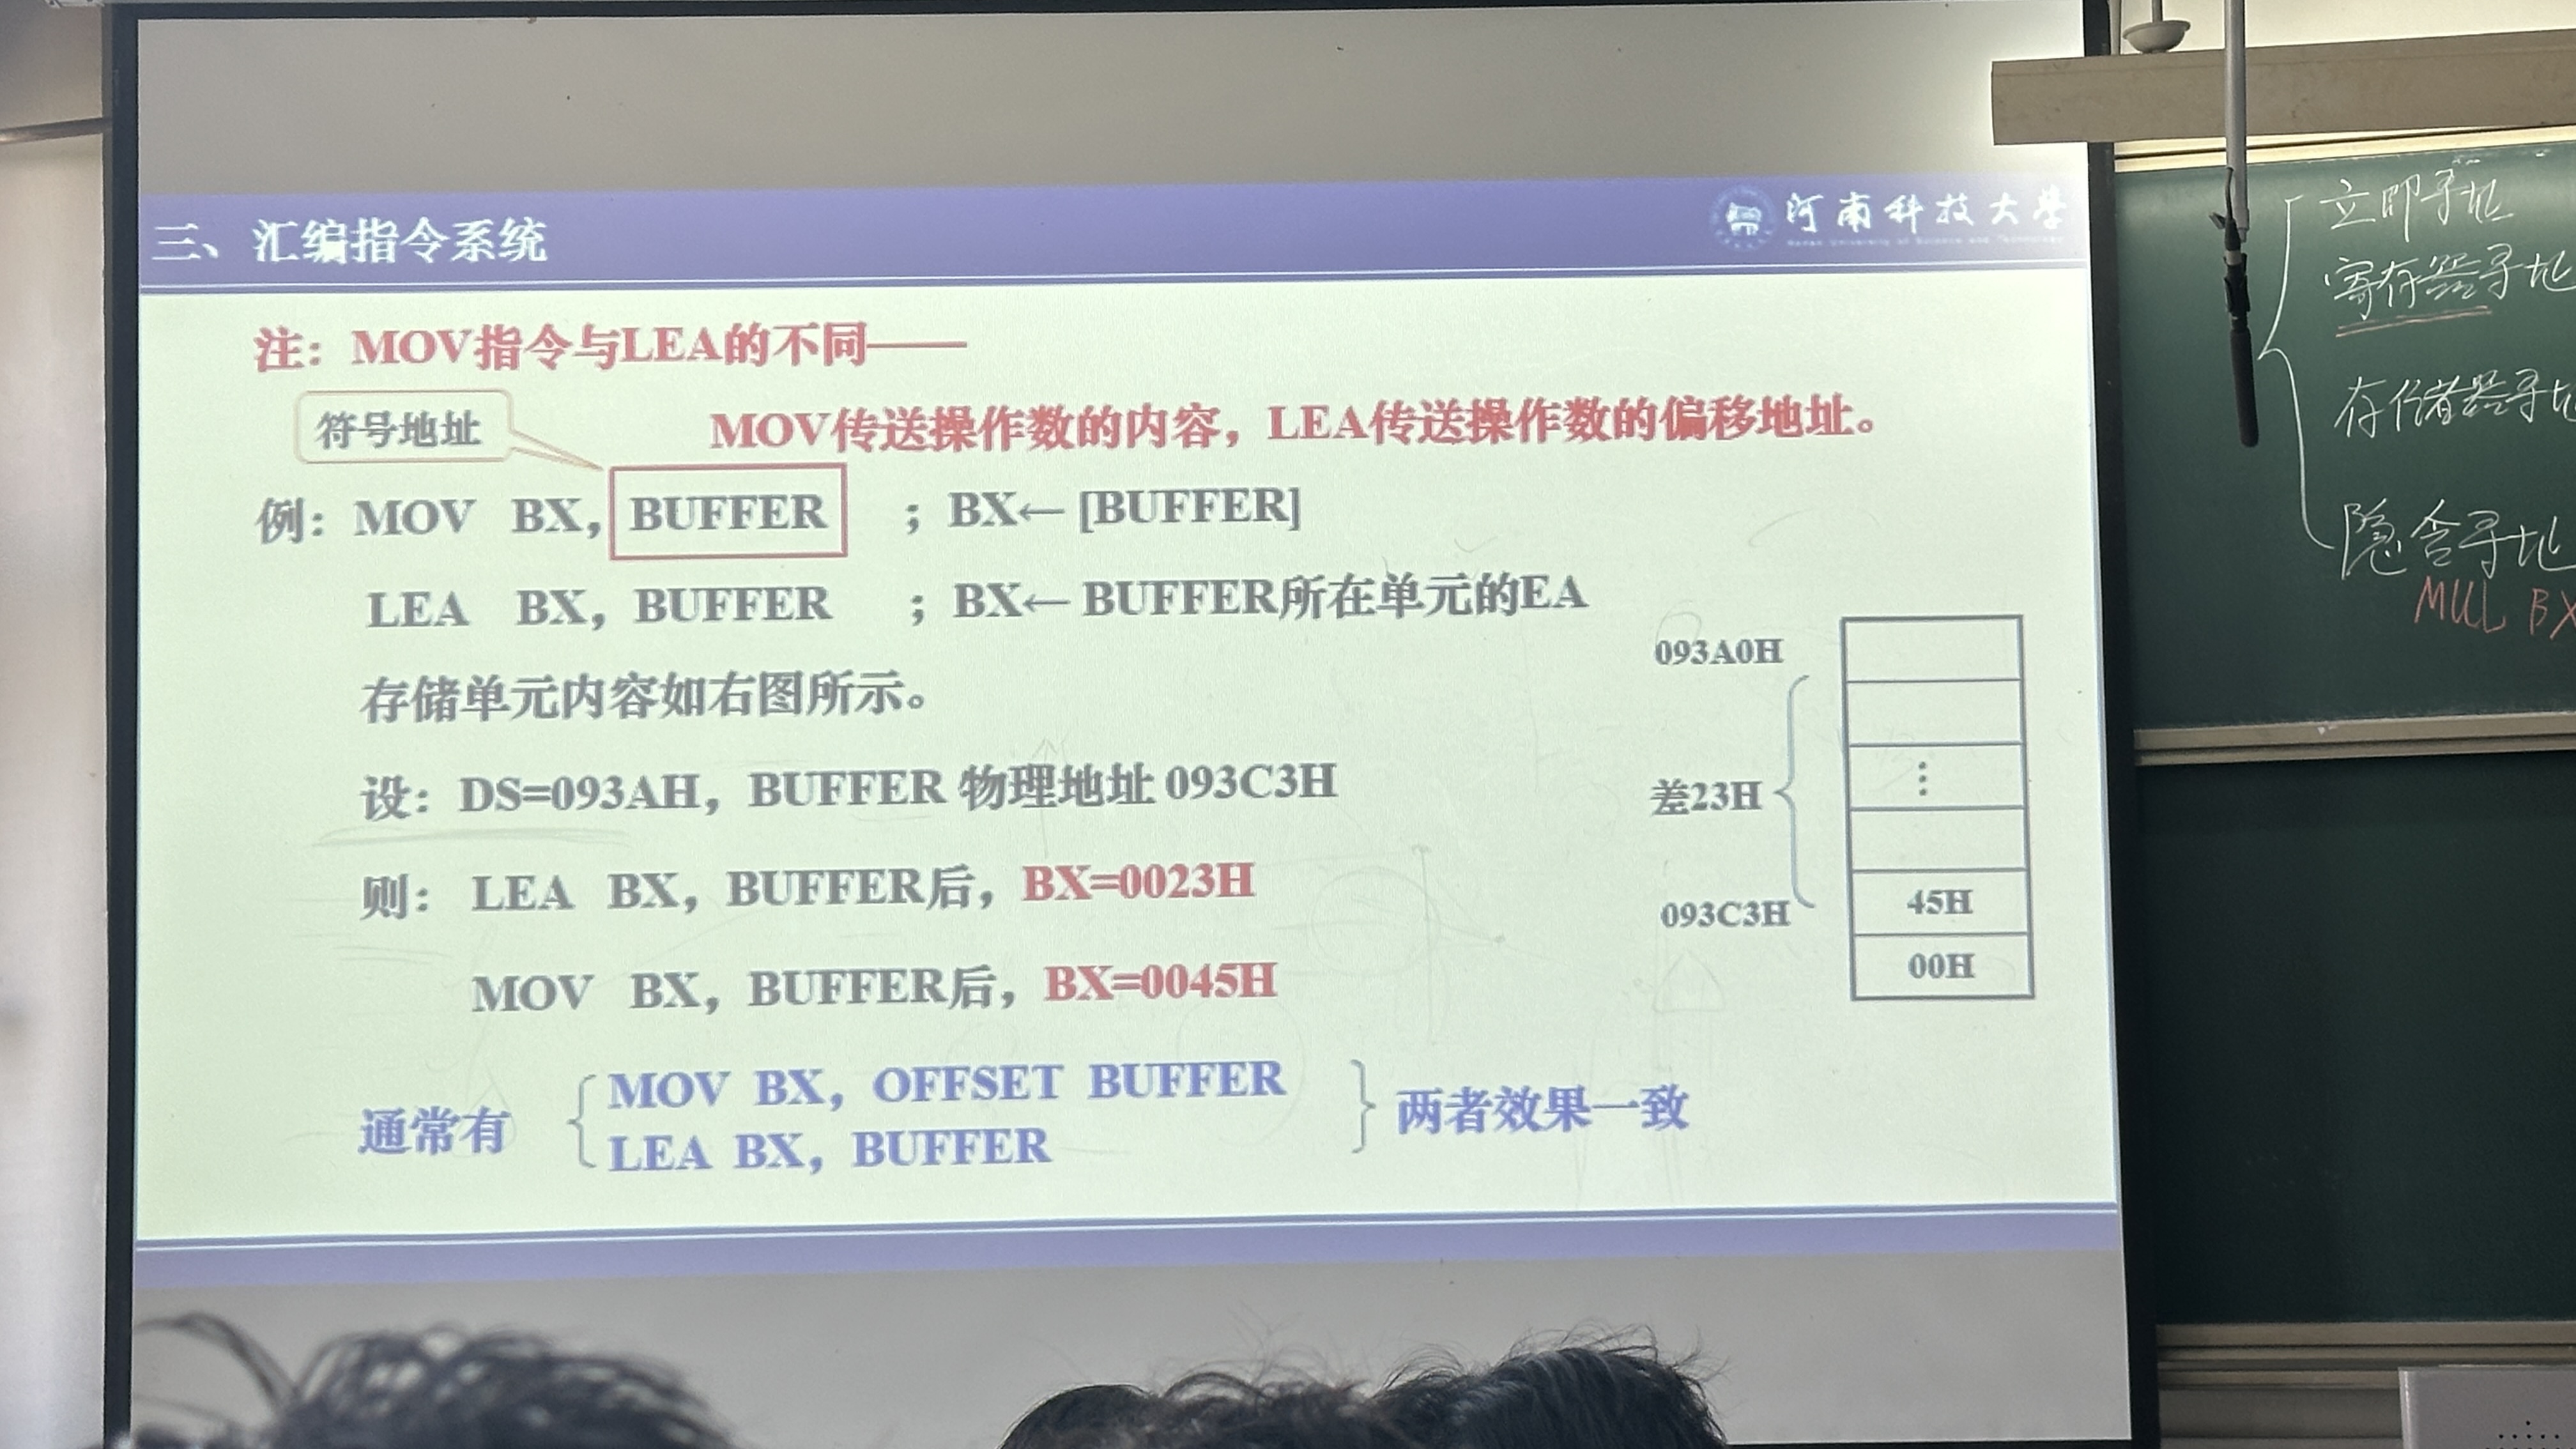 三、汇编指令系统
河南科技大学
注：MOV指令与LEA的不同——
符号地址
MOV传送操作数的内容，LEA传送操作数的偏移地址。
例：MOV BX，BUFFER ；BX← [BUFFER]
LEA BX，BUFFER ；BX← BUFFER所在单元的EA
存储单元内容如右图所示。
设：DS=093AH，BUFFER 物理地址 093C3H
则：LEA BX，BUFFER后，BX=0023H
MOV BX，BUFFER后，BX=0045H
通常有
MOV BX，OFFSET BUFFER
LEA BX，BUFFER
两者效果一致
093A0H
差23H
⋮
093C3H
45H
00H
立即寻址
寄存器寻址
存储器寻址
隐含寻址
MUL BX